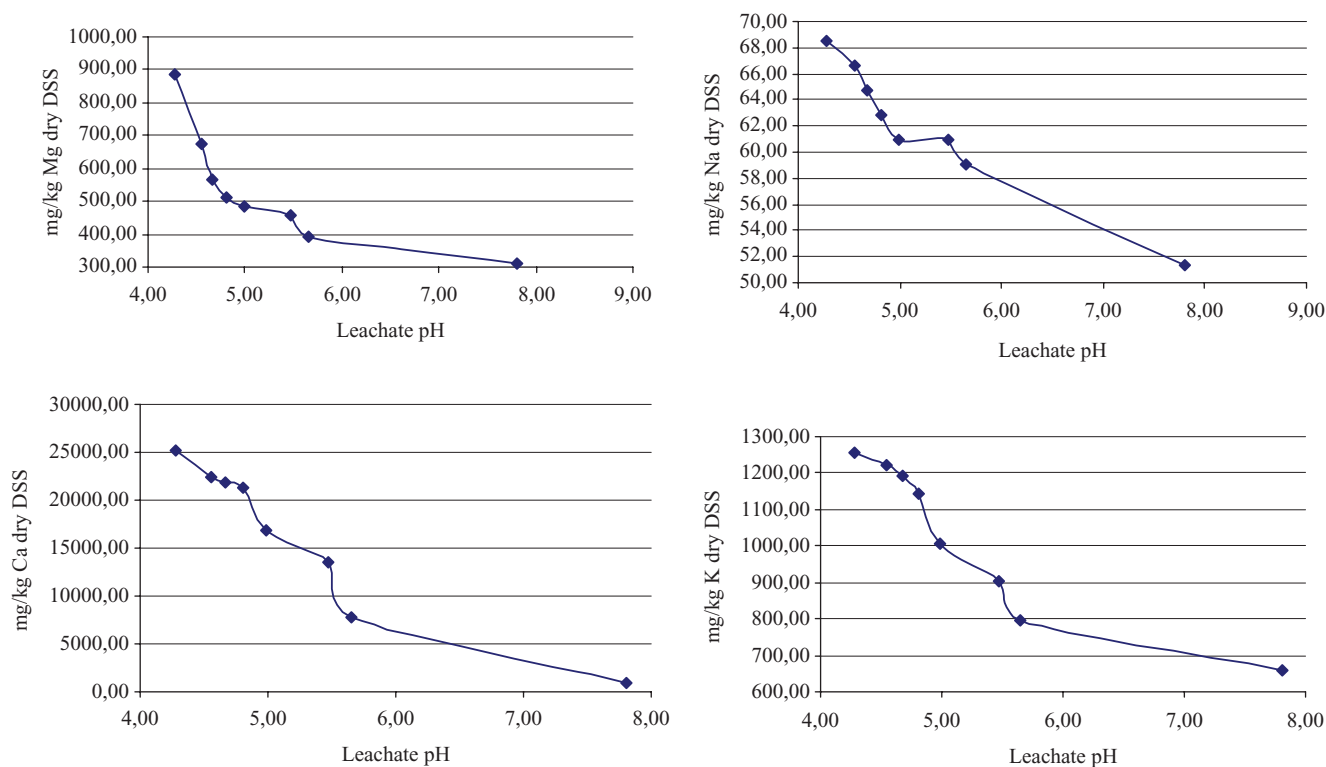 mg/kg Mg dry DSS
1000,00
900,00
800,00
700,00
600,00
500,00
400,00
300,00
4,00 5,00 6,00 7,00 8,00 9,00
Leachate pH
mg/kg Na dry DSS
70,00
68,00
66,00
64,00
62,00
60,00
58,00
56,00
54,00
52,00
50,00
4,00 5,00 6,00 7,00 8,00 9,00
Leachate pH
mg/kg Ca dry DSS
30000,00
25000,00
20000,00
15000,00
10000,00
5000,00
0,00
4,00 5,00 6,00 7,00 8,00
Leachate pH
mg/kg K dry DSS
1300,00
1200,00
1100,00
1000,00
900,00
800,00
700,00
600,00
4,00 5,00 6,00 7,00 8,00
Leachate pH